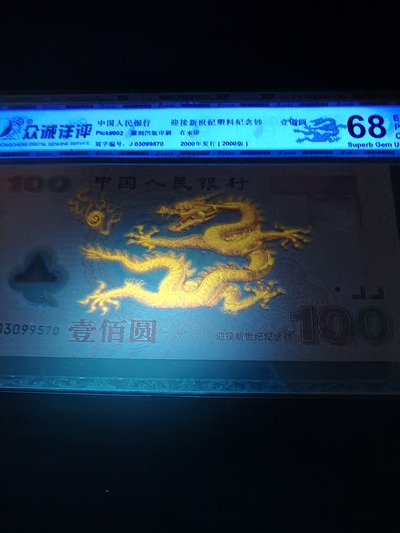 众诚评评
ZHONGCHENG DENTAL GENUINE SERVICE
中国人民银行 迎接新世纪塑料纪念钞 壹佰圆
Pick#902 雕刻凹版印刷 有水印
冠字编号: J 03099570 2000年发行 (2000版)
68 E
P
Superb Gem U
100 中国人民银行
03099570 壹佰圆 迎接新世纪纪念钞 100